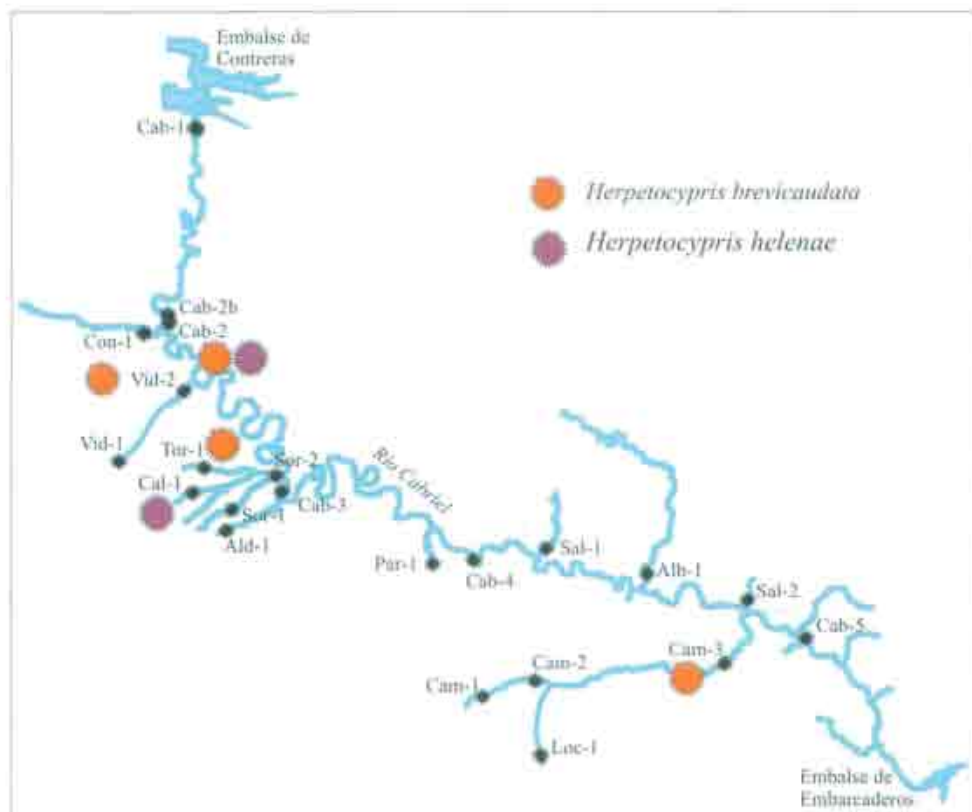 Embalse de
Contreras
Cab-1
Herpetocypris brevicaudata
Herpetocypris helenae
Cab-2b
Cab-2
Con-1
Vid-2
Vid-1
Tor-1
Sor-2
Río Cabriel
Cal-1
Cab-3
Sor-1
Ald-1
Par-1
Cab-4
Sal-1
Alb-1
Sal-2
Cab-5
Cam-3
Cam-2
Cam-1
Loc-1
Embalse de
Embarcaderos